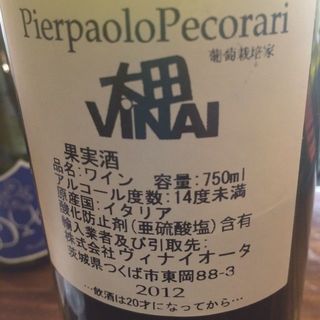 PierpaoloPecorari
葡萄栽培家
太田
VINAI
果実酒
品名：ワイン 容量：750ml
アルコール度数：14度未満
原産国：イタリア
酸化防止剤（亜硫酸塩）含有
輸入業者及び引取先：
株式会社ヴィナイオータ
茨城県つくば市東岡88-3
2012
…飲酒は20才になってから…